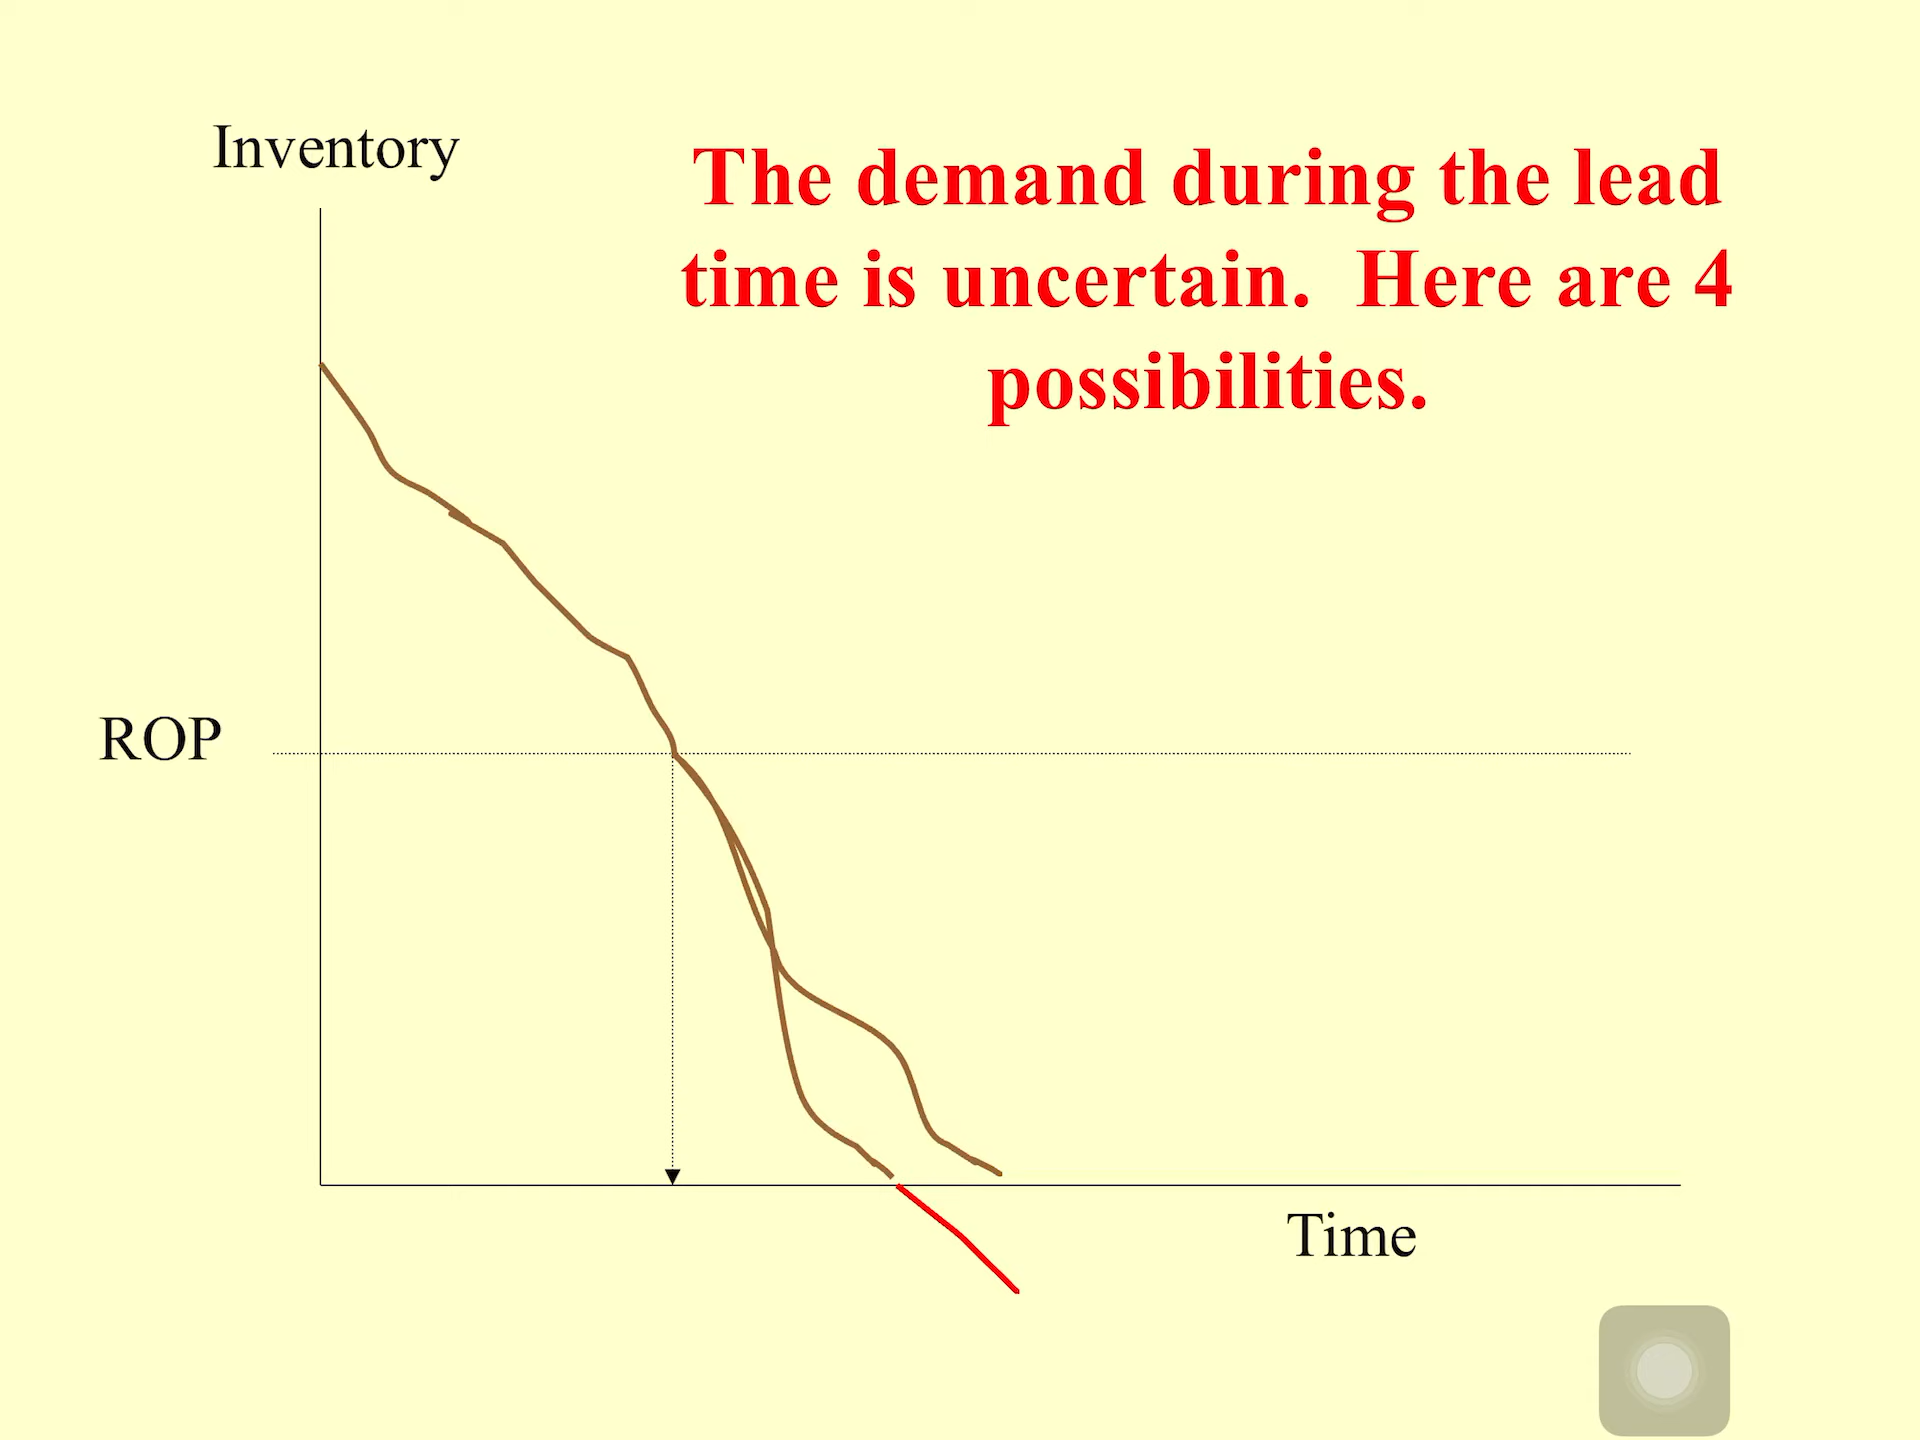 Inventory
The demand during the lead
time is uncertain.  Here are 4
possibilities.
ROP
Time